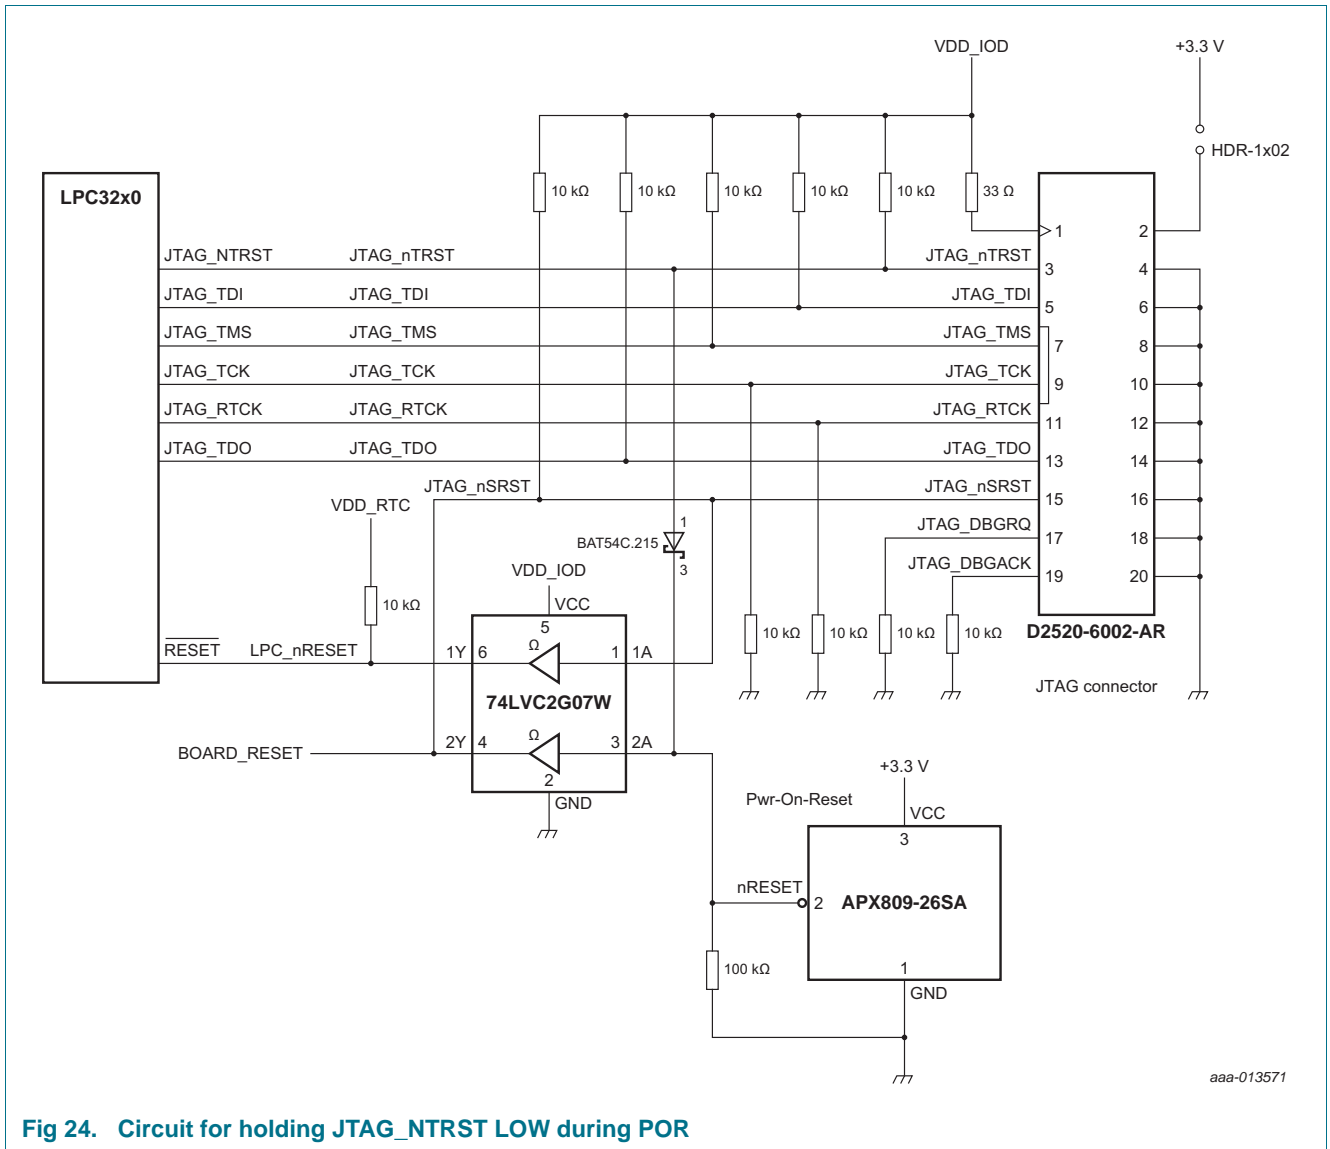 VDD_IOD
+3.3 V
HDR-1x02
10 kΩ
10 kΩ
10 kΩ
10 kΩ
10 kΩ
33 Ω
LPC32x0
1
2
JTAG_NTRST
JTAG_nTRST
JTAG_nTRST
3
4
JTAG_TDI
JTAG_TDI
JTAG_TDI
5
6
JTAG_TMS
JTAG_TMS
JTAG_TMS
7
8
JTAG_TCK
JTAG_TCK
JTAG_TCK
9
10
JTAG_RTCK
JTAG_RTCK
JTAG_RTCK
11
12
JTAG_TDO
JTAG_TDO
JTAG_TDO
13
14
JTAG_nSRST
JTAG_nSRST
15
16
VDD_RTC
JTAG_DBGRQ
17
18
BAT54C.215
1
3
JTAG_DBGACK
19
20
VDD_IOD
VCC
5
10 kΩ
10 kΩ
10 kΩ
10 kΩ
10 kΩ
D2520-6002-AR
JTAG connector
RESET
LPC_nRESET
1Y
6
Ω
1
1A
74LVC2G07W
BOARD_RESET
2Y
4
Ω
3
2A
2
GND
+3.3 V
Pwr-On-Reset
VCC
3
nRESET
2
APX809-26SA
100 kΩ
1
GND
aaa-013571
Fig 24. Circuit for holding JTAG_NTRST LOW during POR